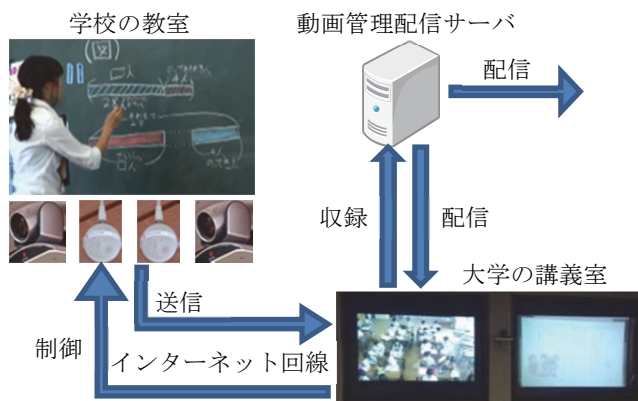 学校の教室
動画管理配信サーバ
配信
収録
配信
大学の講義室
送信
制御
インターネット回線